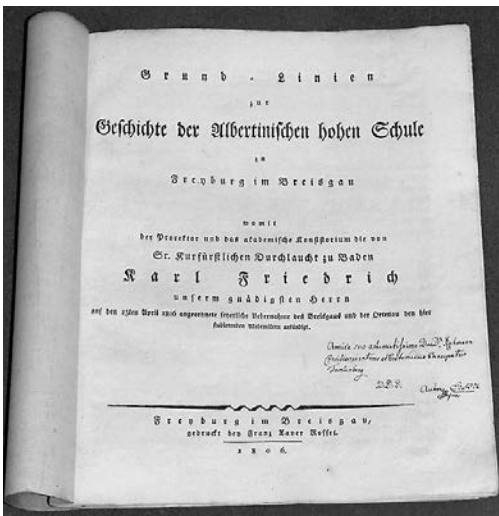 Grund-Linien
zur
Geschichte der Albertinischen hohen Schule
zu
Freyburg im Breisgau
womit
der Prorektor und das akademische Konsistorium die von
Sr. Kurfürstlichen Durchlaucht zu Baden
Karl Friedrich
unserm gnädigsten Herrn
auf den 15ten April 1806 angeordnete feyerliche Uebernahme des Breisgaus und der Ortenau den hier
studierenden Akademikern ankündigt.
Amico suo
D.D.D.
Freyburg im Breisgau,
gedruckt bey Franz Xaver Rosset.
1806.